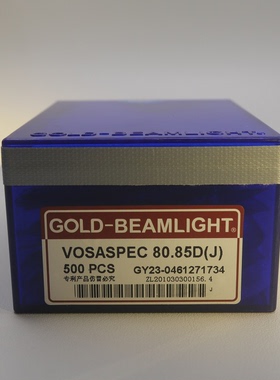 GOLD-BEAMLIGHT®
GOLD-BEAMLIGHT®
VOSASPEC 80.85D(J)
500 PCS GY23-0461271734
专利产品仿冒必究 ZL201030300156.4
J